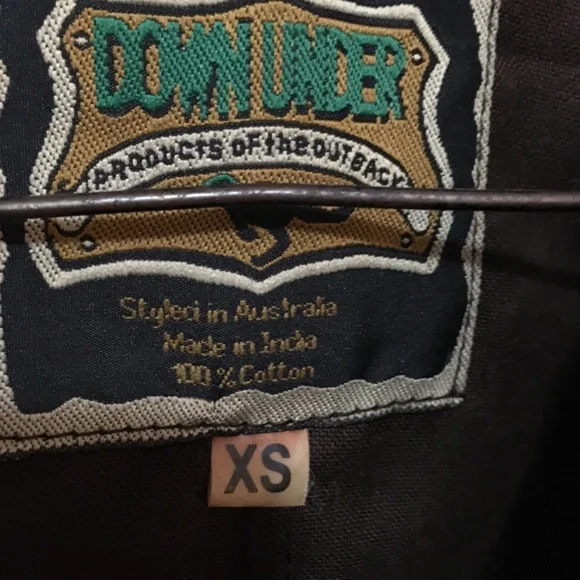 DOWN UNDER
PRODUCTS OF the OUTBACK
Styled in Australia
Made in India
100 % Cotton
XS